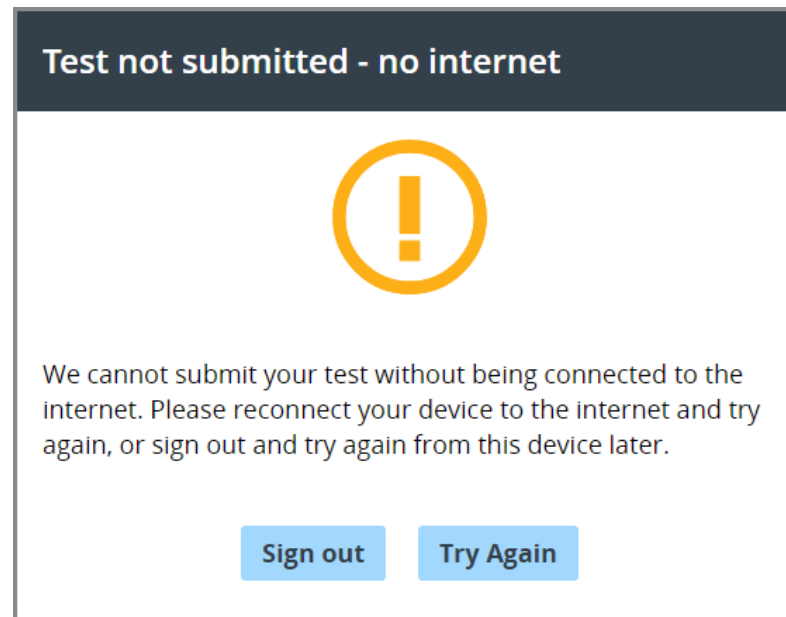 Test not submitted - no internet
We cannot submit your test without being connected to the
internet. Please reconnect your device to the internet and try
again, or sign out and try again from this device later.
Sign out
Try Again